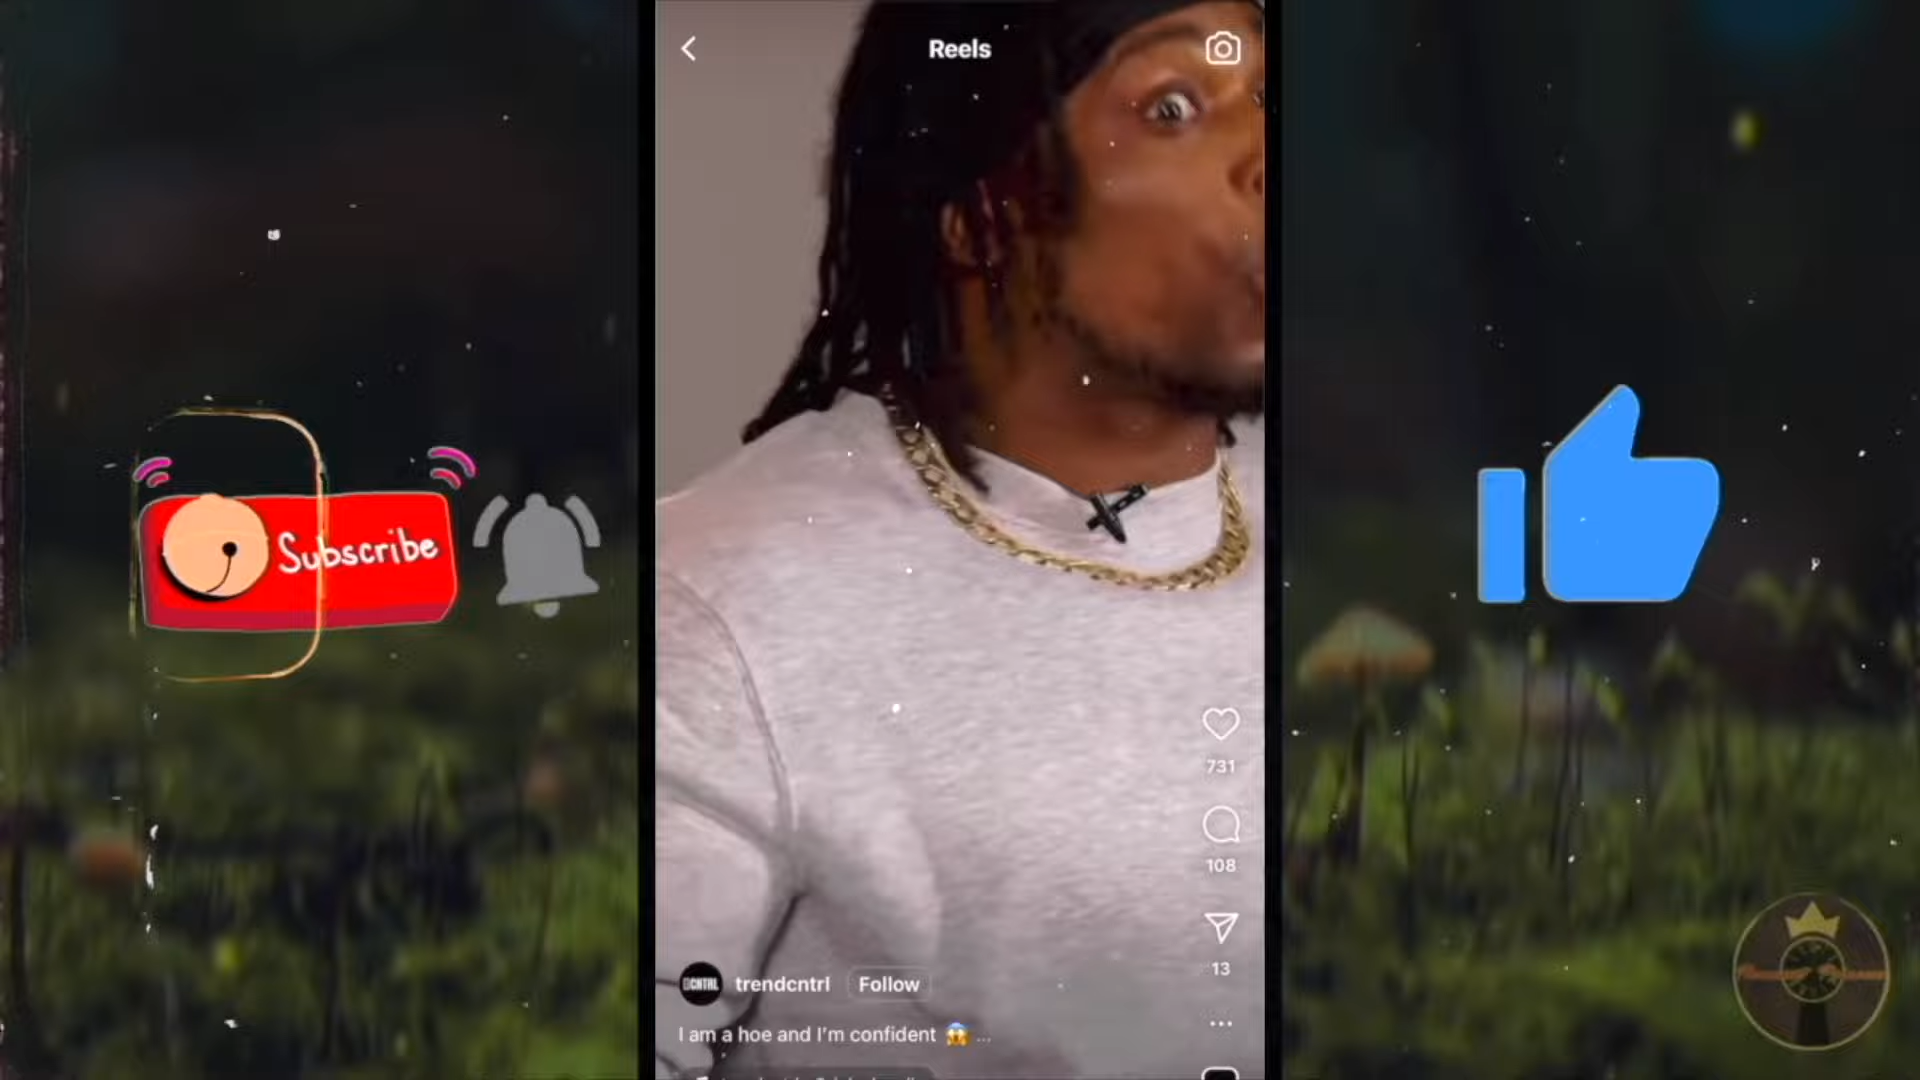 Reels
Subscribe
731
108
13
trendcntrl
Follow
I am a hoe and I'm confident 😱 ...